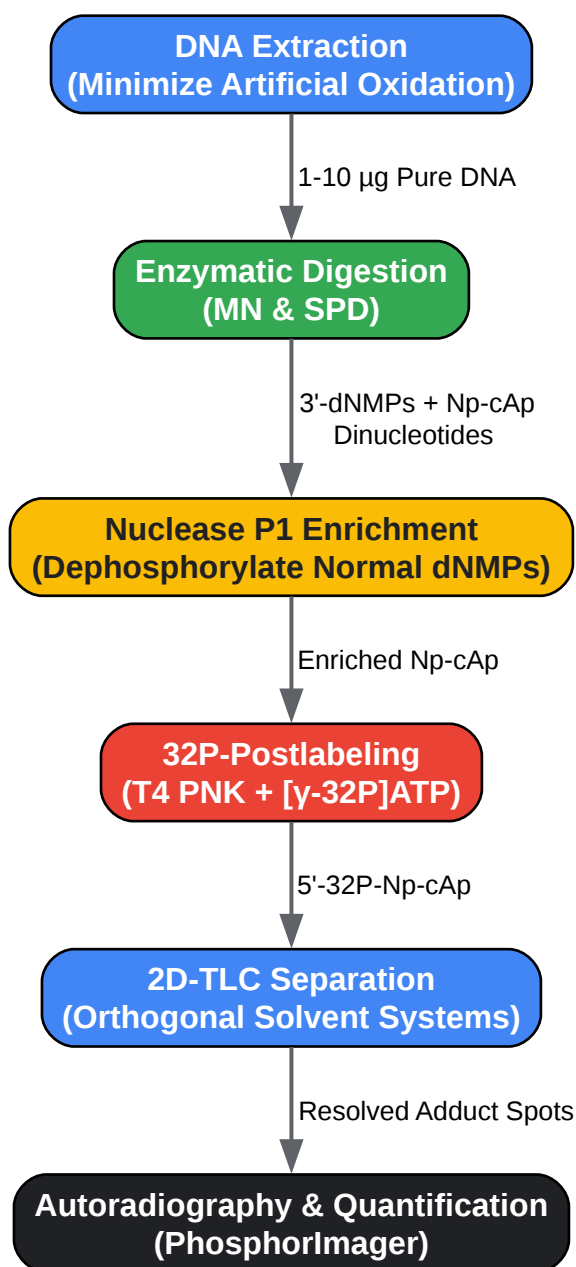 DNA Extraction
(Minimize Artificial Oxidation)
1-10 µg Pure DNA
Enzymatic Digestion
(MN & SPD)
3'-dNMPs + Np-cAp
Dinucleotides
Nuclease P1 Enrichment
(Dephosphorylate Normal dNMPs)
Enriched Np-cAp
32P-Postlabeling
(T4 PNK + [γ-32P]ATP)
5'-32P-Np-cAp
2D-TLC Separation
(Orthogonal Solvent Systems)
Resolved Adduct Spots
Autoradiography & Quantification
(PhosphorImager)